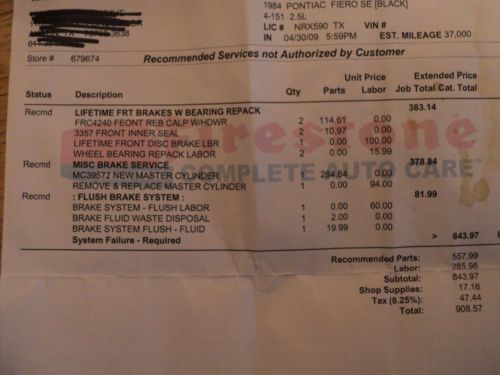 1984 PONTIAC FIERO SE [BLACK]
4-151 2.5L
LIC # NRX590 TX VIN #
IN 04/30/09 5:59PM EST. MILEAGE 37,000
3638
Store # 679674
Recommended Services not Authorized by Customer
Unit Price Extended Price
Status Description Qty Parts Labor Job Total Cat. Total
Recmd LIFETIME FRT BRAKES W BEARING REPACK 383.14
FRC4240 FEONT REB CALP W/HDWR 2 114.61 0.00
3357 FRONT INNER SEAL 2 10.97 0.00
LIFETIME FRONT DISC BRAKE LBR 1 0.00 100.00
WHEEL BEARING REPACK LABOR 2 0.00 15.99
Recmd MISC BRAKE SERVICE 378.84
MC39572 NEW MASTER CYLINDER 1 284.84 0.00
REMOVE & REPLACE MASTER CYLINDER 1 0.00 94.00
Recmd : FLUSH BRAKE SYSTEM : 81.99
BRAKE SYSTEM - FLUSH LABOR 1 0.00 60.00
BRAKE FLUID WASTE DISPOSAL 1 2.00 0.00
BRAKE SYSTEM FLUSH - FLUID 1 19.99 0.00
System Failure - Required > 843.97
Firestone
COMPLETE AUTO CARE™
Recommended Parts: 557.99
Labor: 285.98
Subtotal: 843.97
Shop Supplies: 17.16
Tax (8.25%): 47.44
Total: 908.57